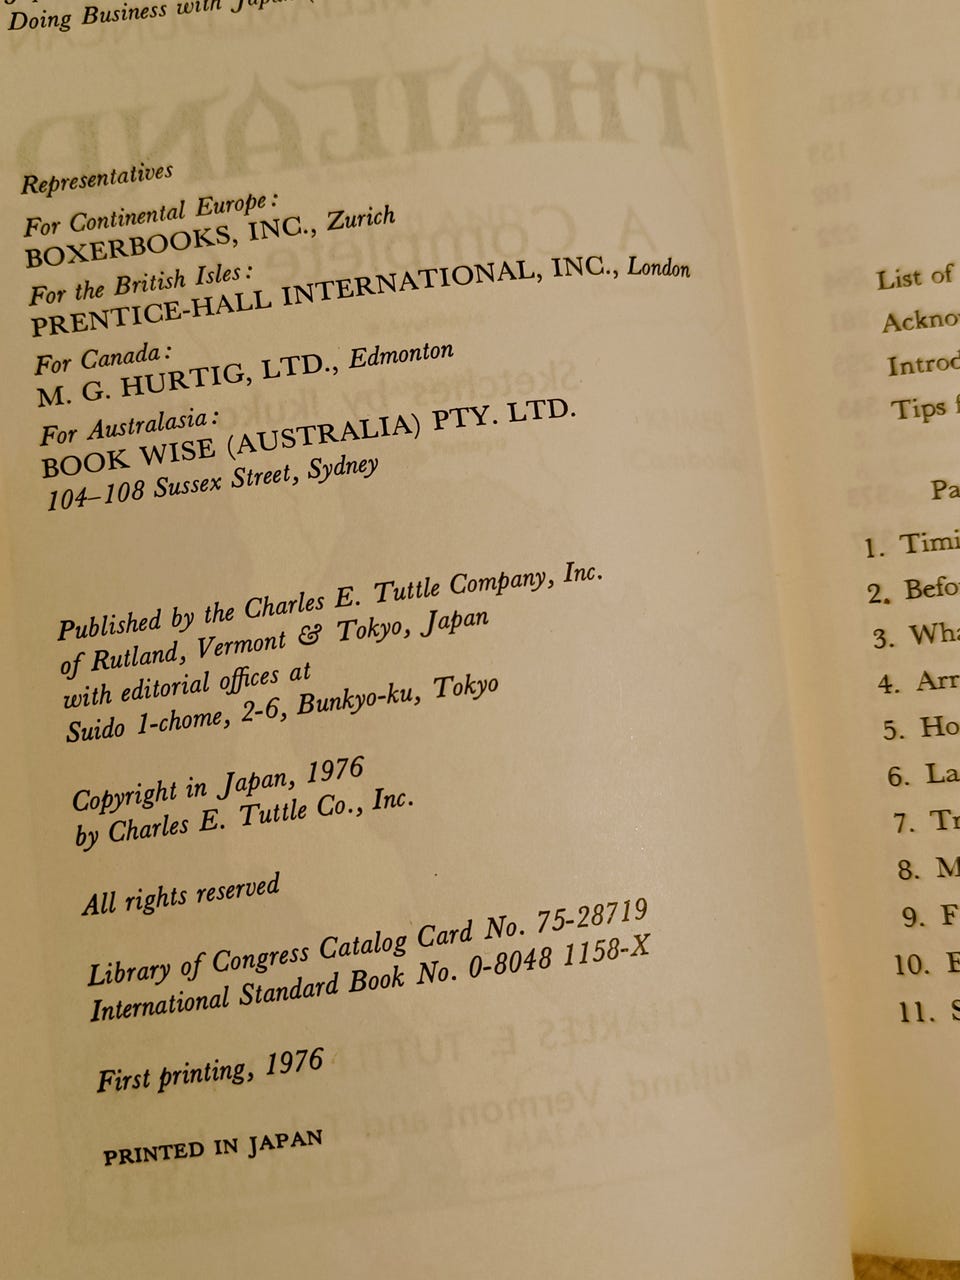 Doing Business with Japan
Representatives
For Continental Europe:
BOXERBOOKS, INC., Zurich
For the British Isles:
PRENTICE-HALL INTERNATIONAL, INC., London
For Canada:
M. G. HURTIG, LTD., Edmonton
For Australasia:
BOOK WISE (AUSTRALIA) PTY. LTD.
104–108 Sussex Street, Sydney
Published by the Charles E. Tuttle Company, Inc.
of Rutland, Vermont & Tokyo, Japan
with editorial offices at
Suido 1-chome, 2-6, Bunkyo-ku, Tokyo
Copyright in Japan, 1976
by Charles E. Tuttle Co., Inc.
All rights reserved
Library of Congress Catalog Card No. 75-28719
International Standard Book No. 0-8048 1158-X
First printing, 1976
PRINTED IN JAPAN
List of
Ackno
Introd
Tips f
Pa
1. Timi
2. Befo
3. Wha
4. Arr
5. Ho
6. La
7. Tr
8. M
9. F
10. E
11. S